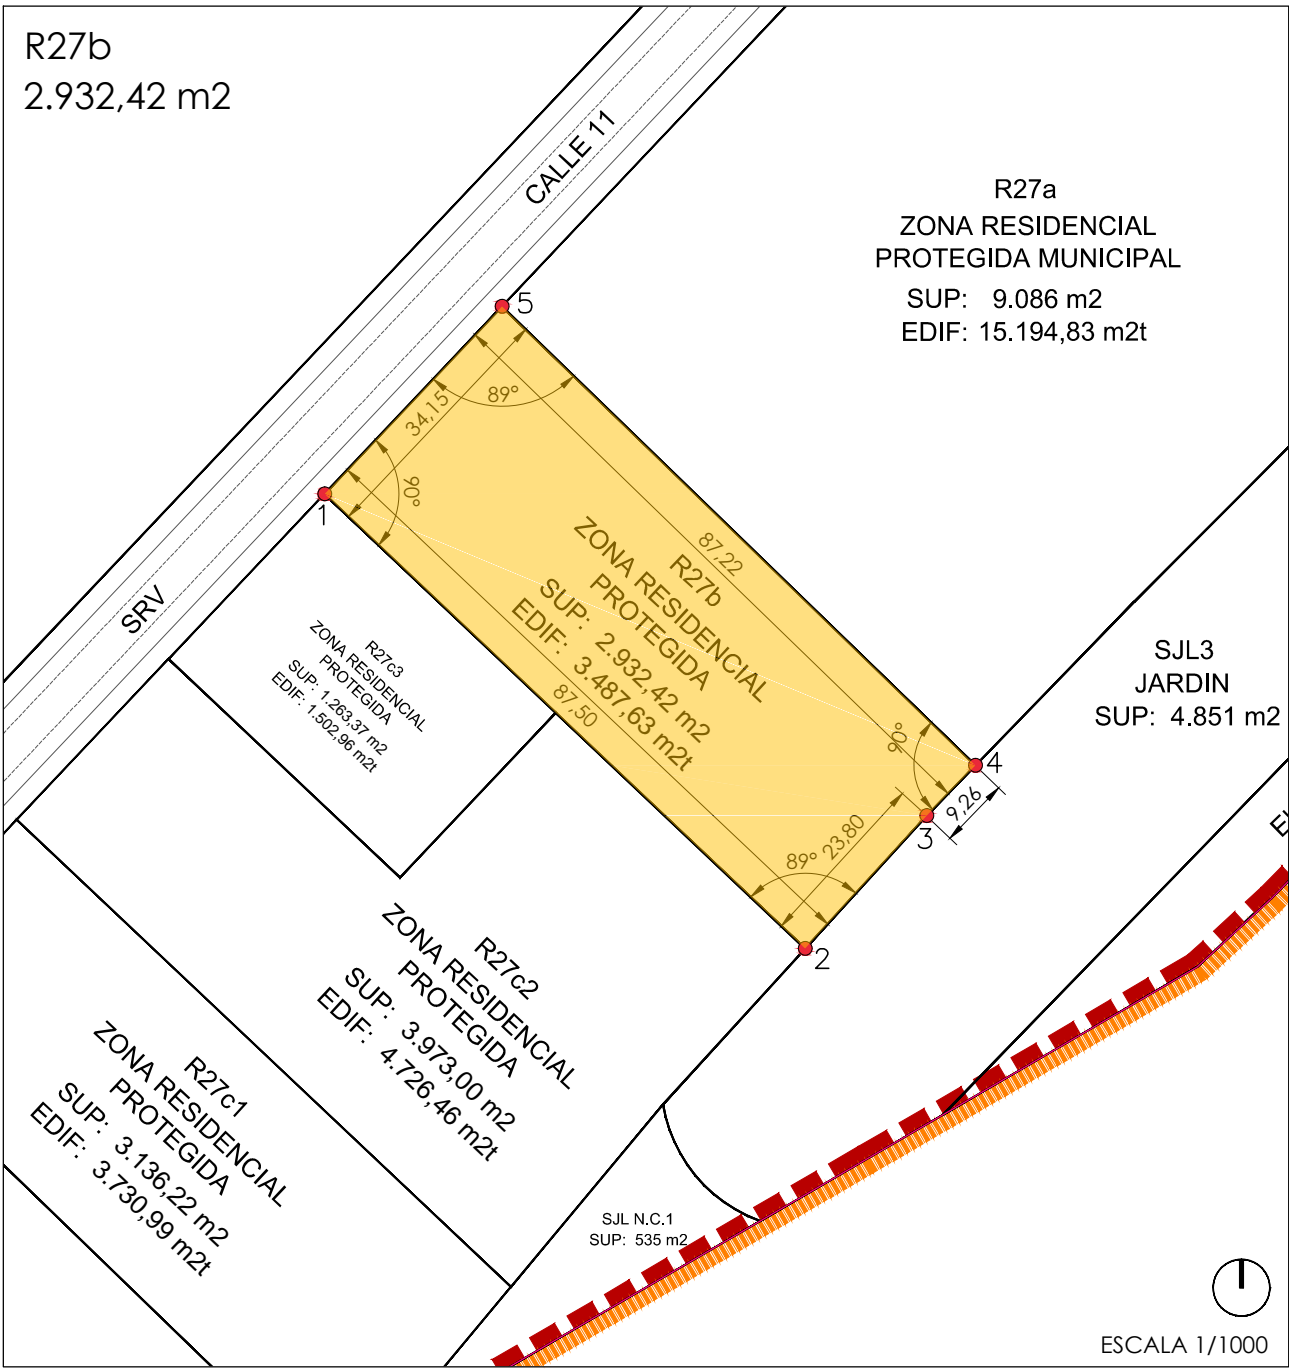 R27b
2.932,42 m2
CALLE 11
SRV
R27a
ZONA RESIDENCIAL
PROTEGIDA MUNICIPAL
SUP: 9.086 m2
EDIF: 15.194,83 m2t
5
89°
34,15
90°
1
87,22
R27b
ZONA RESIDENCIAL
PROTEGIDA
SUP: 2.932,42 m2
EDIF: 3.487,63 m2t
87,50
90°
4
9,26
3
23,80
89°
2
R27c3
ZONA RESIDENCIAL
PROTEGIDA
SUP: 1.263,37 m2
EDIF: 1.502,96 m2t
SJL3
JARDIN
SUP: 4.851 m2
R27c2
ZONA RESIDENCIAL
PROTEGIDA
SUP: 3.973,00 m2
EDIF: 4.726,46 m2t
R27c1
ZONA RESIDENCIAL
PROTEGIDA
SUP: 3.136,22 m2
EDIF: 3.730,99 m2t
SJL N.C.1
SUP: 535 m2
ESCALA 1/1000